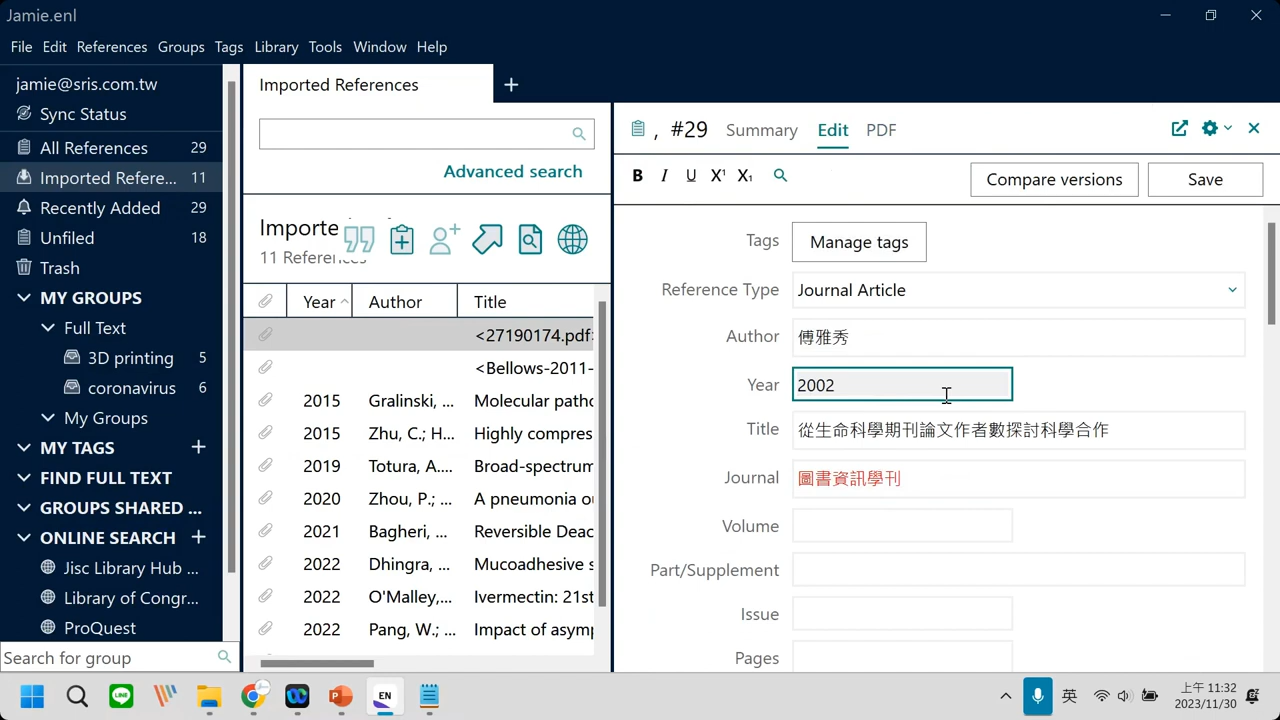 Jamie.enl
File Edit References Groups Tags Library Tools Window Help
jamie@sris.com.tw
Sync Status
All References 29
Imported Refere... 11
Recently Added 29
Unfiled 18
Trash
MY GROUPS
Full Text
3D printing 5
coronavirus 6
My Groups
MY TAGS +
FIND FULL TEXT
GROUPS SHARED ...
ONLINE SEARCH +
Jisc Library Hub ...
Library of Congr...
ProQuest
Search for group
Imported References +
Advanced search
Importe
11 References
Year Author Title
<27190174.pdf>
<Bellows-2011-
2015 Gralinski, ... Molecular patho
2015 Zhu, C.; H... Highly compres
2019 Totura, A.... Broad-spectrum
2020 Zhou, P.; ... A pneumonia ou
2021 Bagheri, ... Reversible Deac
2022 Dhingra, ... Mucoadhesive s
2022 O'Malley,... Ivermectin: 21st
2022 Pang, W.; ... Impact of asymp
, #29 Summary Edit PDF
B I U X¹ X₁ Compare versions Save
Tags Manage tags
Reference Type Journal Article
Author 傅雅秀
Year 2002
Title 從生命科學期刊論文作者數探討科學合作
Journal 圖書資訊學刊
Volume
Part/Supplement
Issue
Pages
EN
英
上午 11:32
2023/11/30